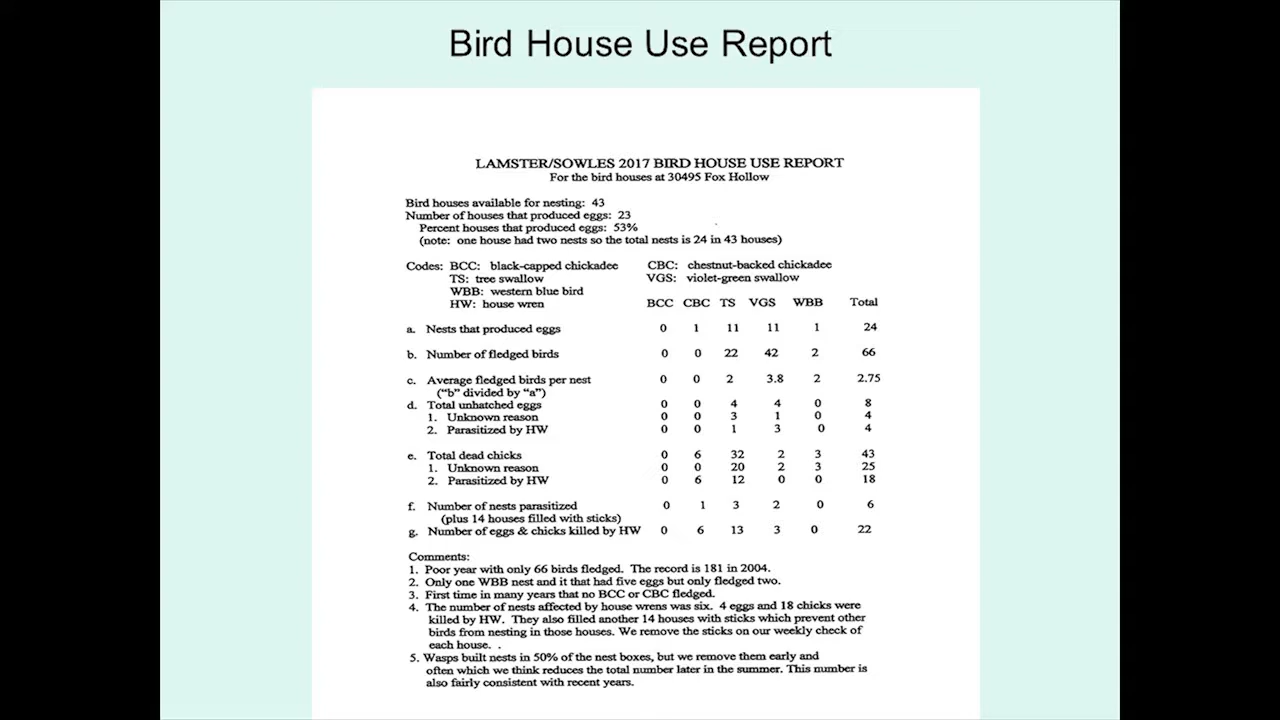 Bird House Use Report
LAMSTER/SOWLES 2017 BIRD HOUSE USE REPORT
For the bird houses at 30495 Fox Hollow
Bird houses available for nesting: 43
Number of houses that produced eggs: 23
Percent houses that produced eggs: 53%
(note: one house had two nests so the total nests is 24 in 43 houses)
Codes: BCC: black-capped chickadee CBC: chestnut-backed chickadee
TS: tree swallow VGS: violet-green swallow
WBB: western blue bird
HW: house wren BCC CBC TS VGS WBB Total
a. Nests that produced eggs 0 1 11 11 1 24
b. Number of fledged birds 0 0 22 42 2 66
c. Average fledged birds per nest 0 0 2 3.8 2 2.75
("b" divided by "a")
d. Total unhatched eggs 0 0 4 4 0 8
1. Unknown reason 0 0 3 1 0 4
2. Parasitized by HW 0 0 1 3 0 4
e. Total dead chicks 0 6 32 2 3 43
1. Unknown reason 0 0 20 2 3 25
2. Parasitized by HW 0 6 12 0 0 18
f. Number of nests parasitized 0 1 3 2 0 6
(plus 14 houses filled with sticks)
g. Number of eggs & chicks killed by HW 0 6 13 3 0 22
Comments:
1. Poor year with only 66 birds fledged. The record is 181 in 2004.
2. Only one WBB nest and it that had five eggs but only fledged two.
3. First time in many years that no BCC or CBC fledged.
4. The number of nests affected by house wrens was six. 4 eggs and 18 chicks were
killed by HW. They also filled another 14 houses with sticks which prevent other
birds from nesting in those houses. We remove the sticks on our weekly check of
each house. .
5. Wasps built nests in 50% of the nest boxes, but we remove them early and
often which we think reduces the total number later in the summer. This number is
also fairly consistent with recent years.